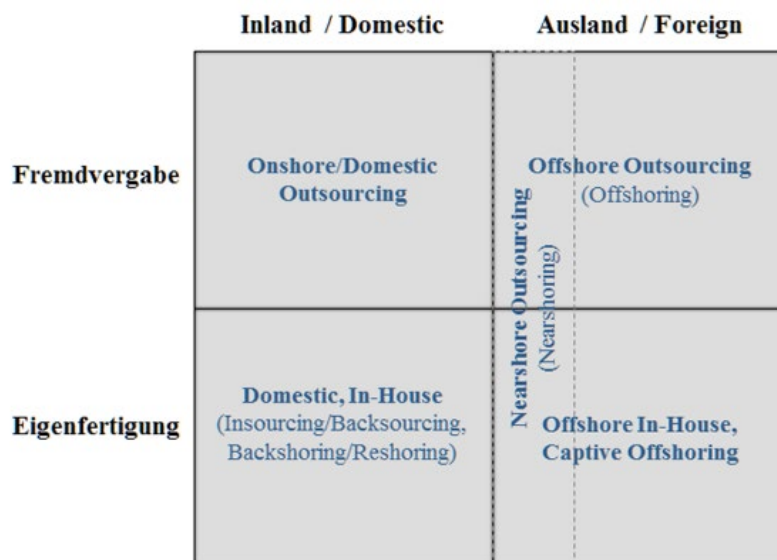 Inland / Domestic
Ausland / Foreign
Fremdvergabe
Onshore/Domestic
Outsourcing
Offshore Outsourcing
(Offshoring)
Nearshore Outsourcing
(Nearshoring)
Eigenfertigung
Domestic, In-House
(Insourcing/Backsourcing,
Backshoring/Reshoring)
Offshore In-House,
Captive Offshoring